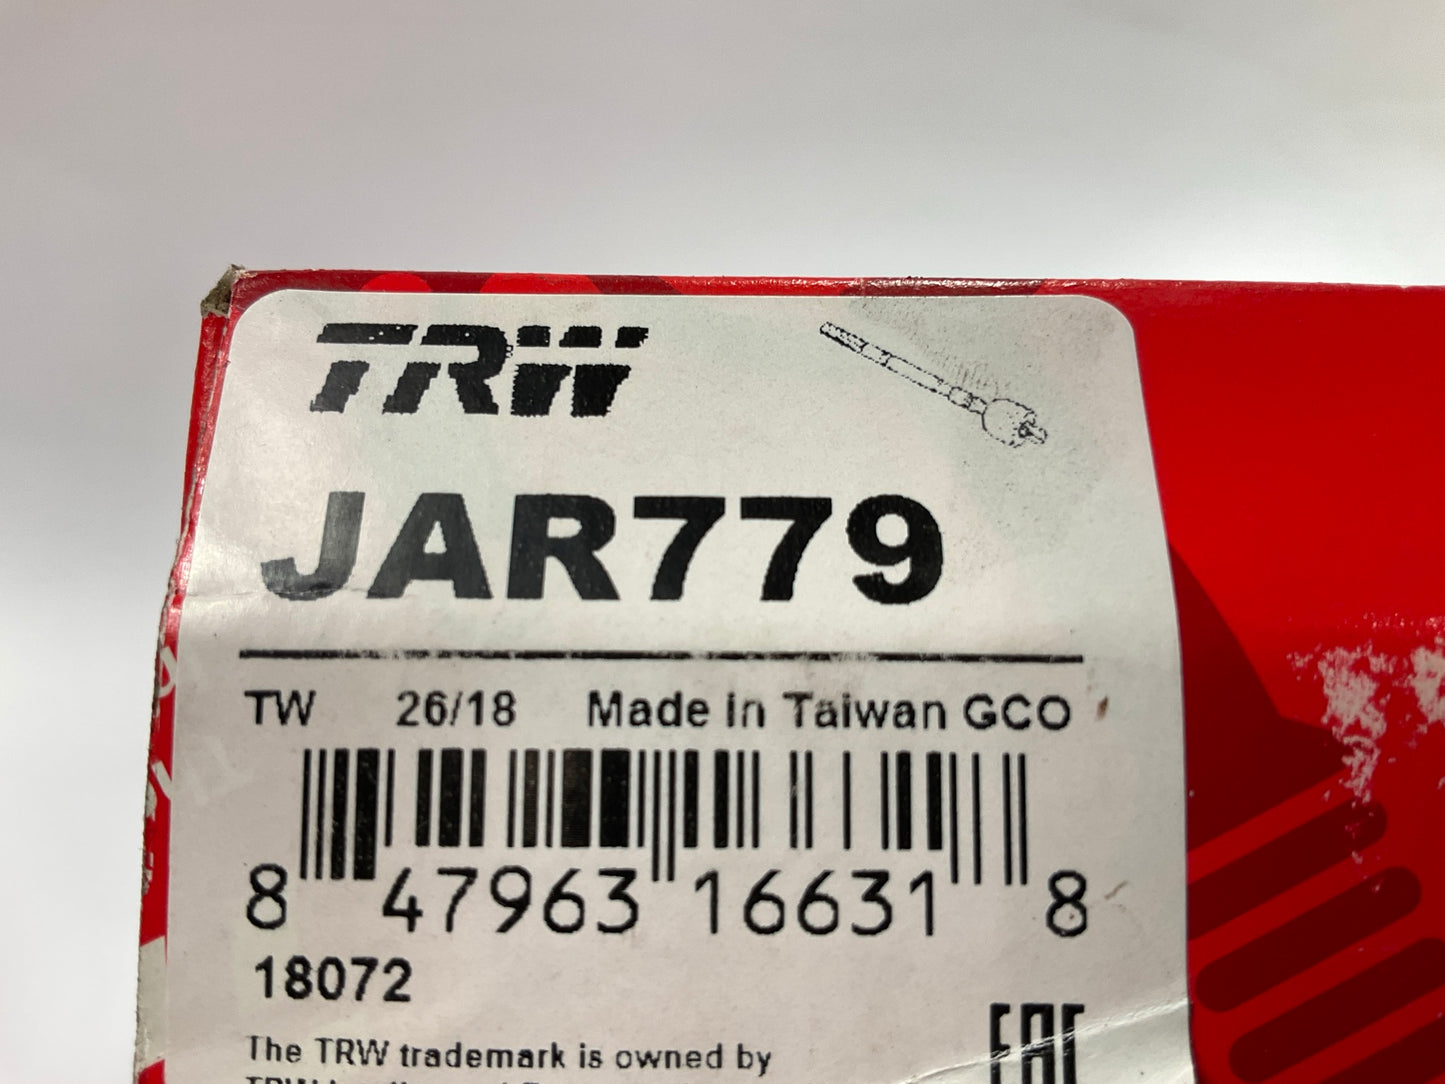 TRW
JAR779
TW 26/18 Made in Taiwan GCO
8 47963 16631 8
18072
EAC
The TRW trademark is owned by